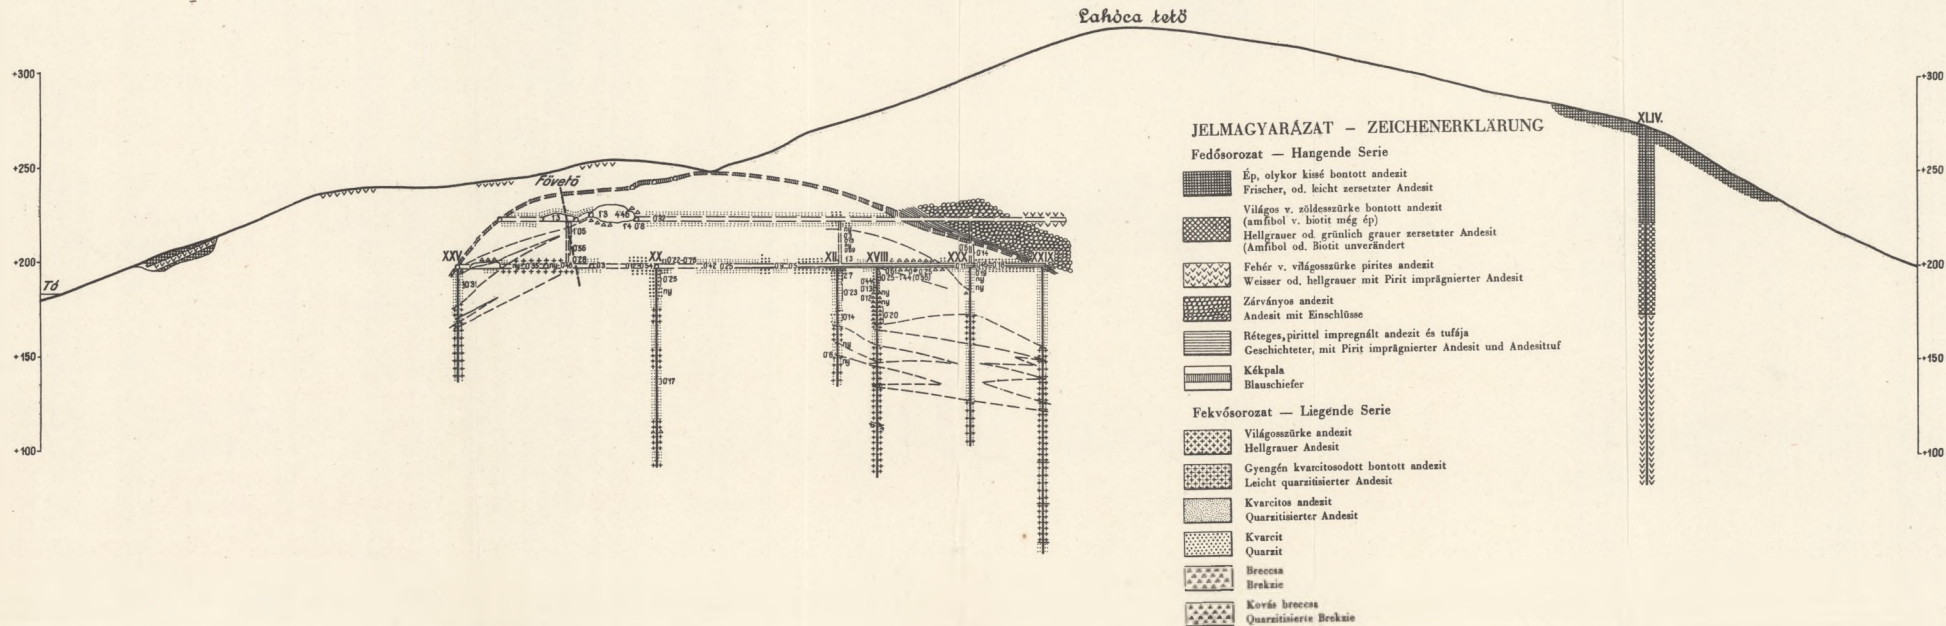 Lahóca tető
+300
+250
+200
+150
+100
Tó
Fővető
XXV.
XX.
XII.
XVIII
XXXI
XXIX
XLIV.
+300
+250
+200
+150
+100
JELMAGYARÁZAT – ZEICHENERKLÄRUNG
Fedősorozat — Hangende Serie
Ép, olykor kissé bontott andezit
Frischer, od. leicht zersetzter Andesit
Világos v. zöldesszürke bontott andezit
(amfibol v. biotit még ép)
Hellgrauer od. grünlich grauer zersetzter Andesit
(Amfibol od. Biotit unverändert
Fehér v. világosszürke pirites andezit
Weisser od. hellgrauer mit Pirit imprägnierter Andesit
Zárványos andezit
Andesit mit Einschlüsse
Réteges, pirittel impregnált andezit és tufája
Geschichteter, mit Pirit imprägnierter Andesit und Andesittuf
Kékpala
Blauschiefer
Fekvősorozat — Liegende Serie
Világosszürke andezit
Hellgrauer Andesit
Gyengén kvarcitosodott bontott andezit
Leicht quarzitisierter Andesit
Kvarcitos andezit
Quarzitisierter Andesit
Kvarcit
Quarzit
Breccsa
Brekzie
Kovás breccsa
Quarzitisierte Brekzie